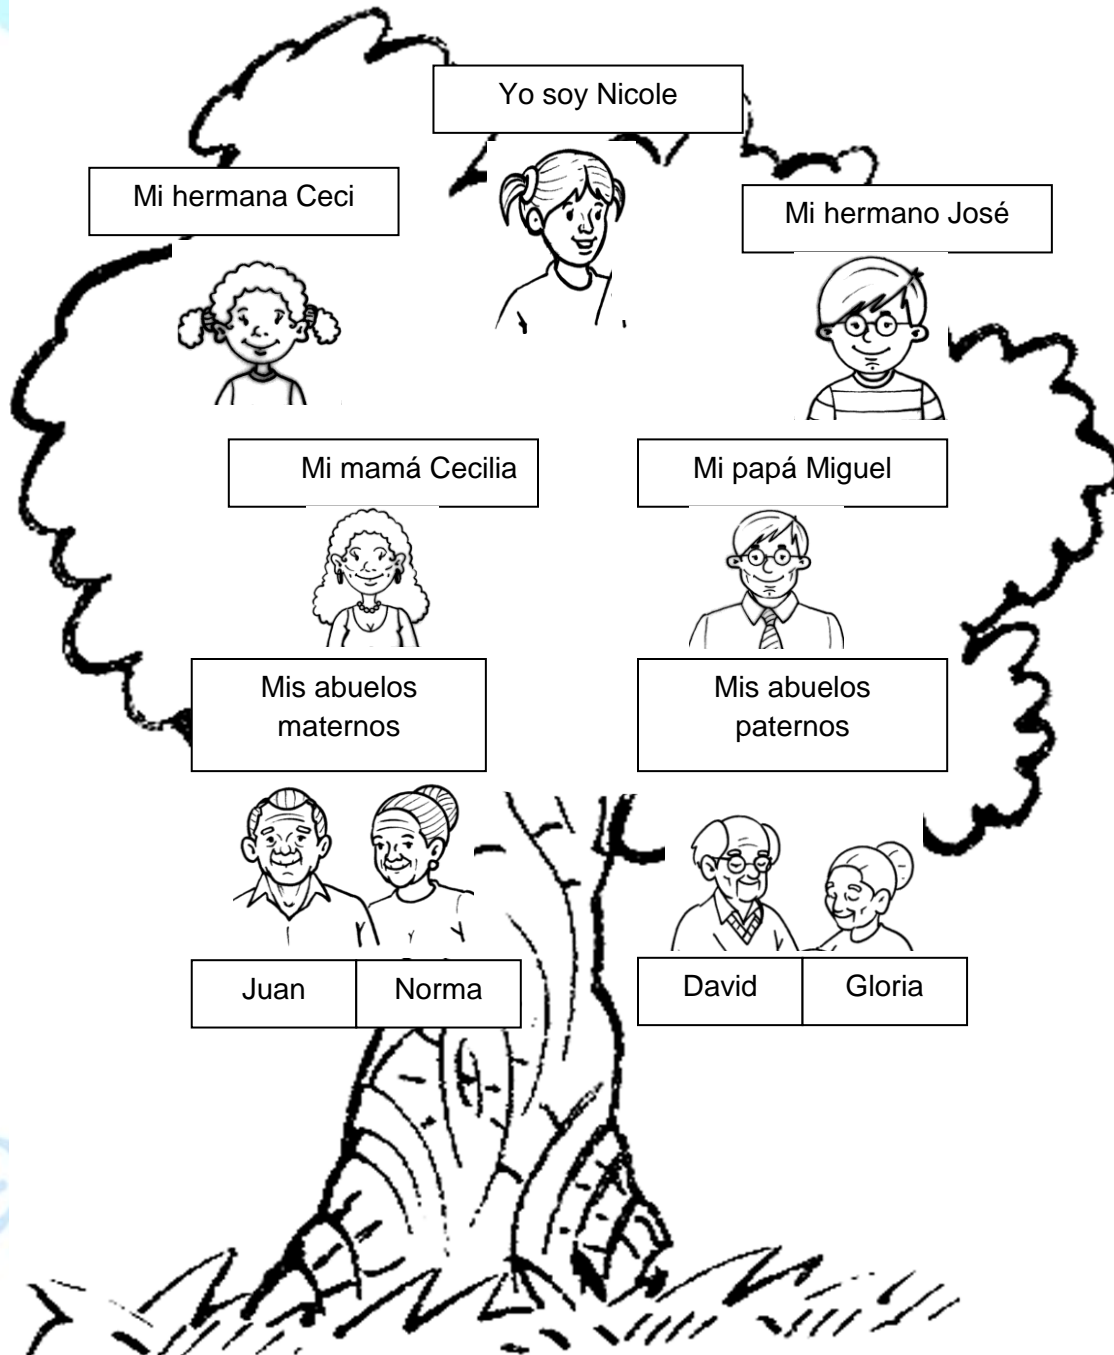 Yo soy Nicole
Mi hermana Ceci
Mi hermano José
Mi mamá Cecilia
Mi papá Miguel
Mis abuelos
maternos
Mis abuelos
paternos
Juan
Norma
David
Gloria